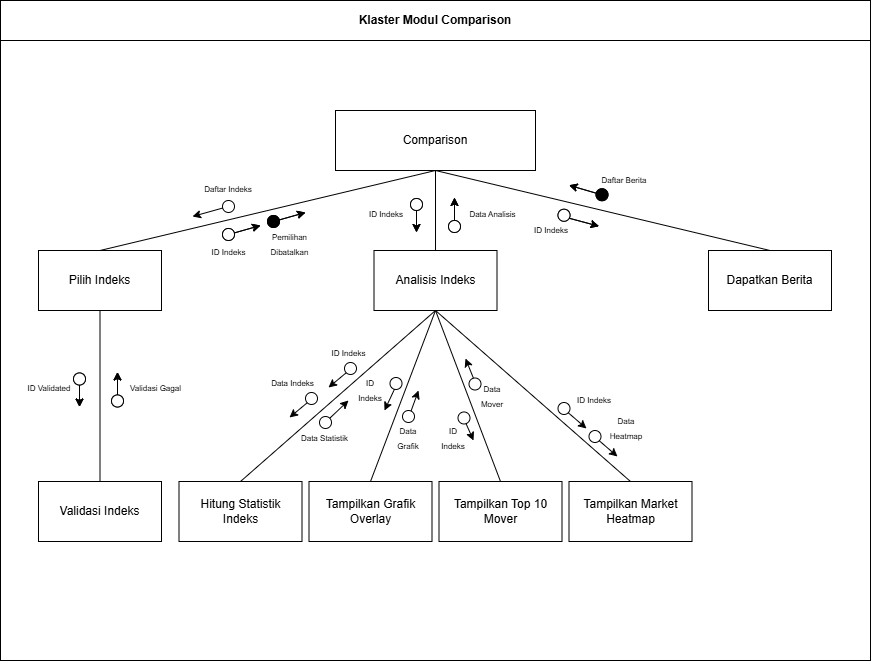 Klaster Modul Comparison
Comparison
Daftar Indeks
ID Indeks
Pemilihan
Dibatalkan
ID Indeks
Data Analisis
Daftar Berita
ID Indeks
Pilih Indeks
Analisis Indeks
Dapatkan Berita
ID Validated
Validasi Gagal
ID Indeks
Data Indeks
Data Statistik
ID
Indeks
Data
Grafik
Data
Mover
ID
Indeks
ID Indeks
Data
Heatmap
Validasi Indeks
Hitung Statistik
Indeks
Tampilkan Grafik
Overlay
Tampilkan Top 10
Mover
Tampilkan Market
Heatmap